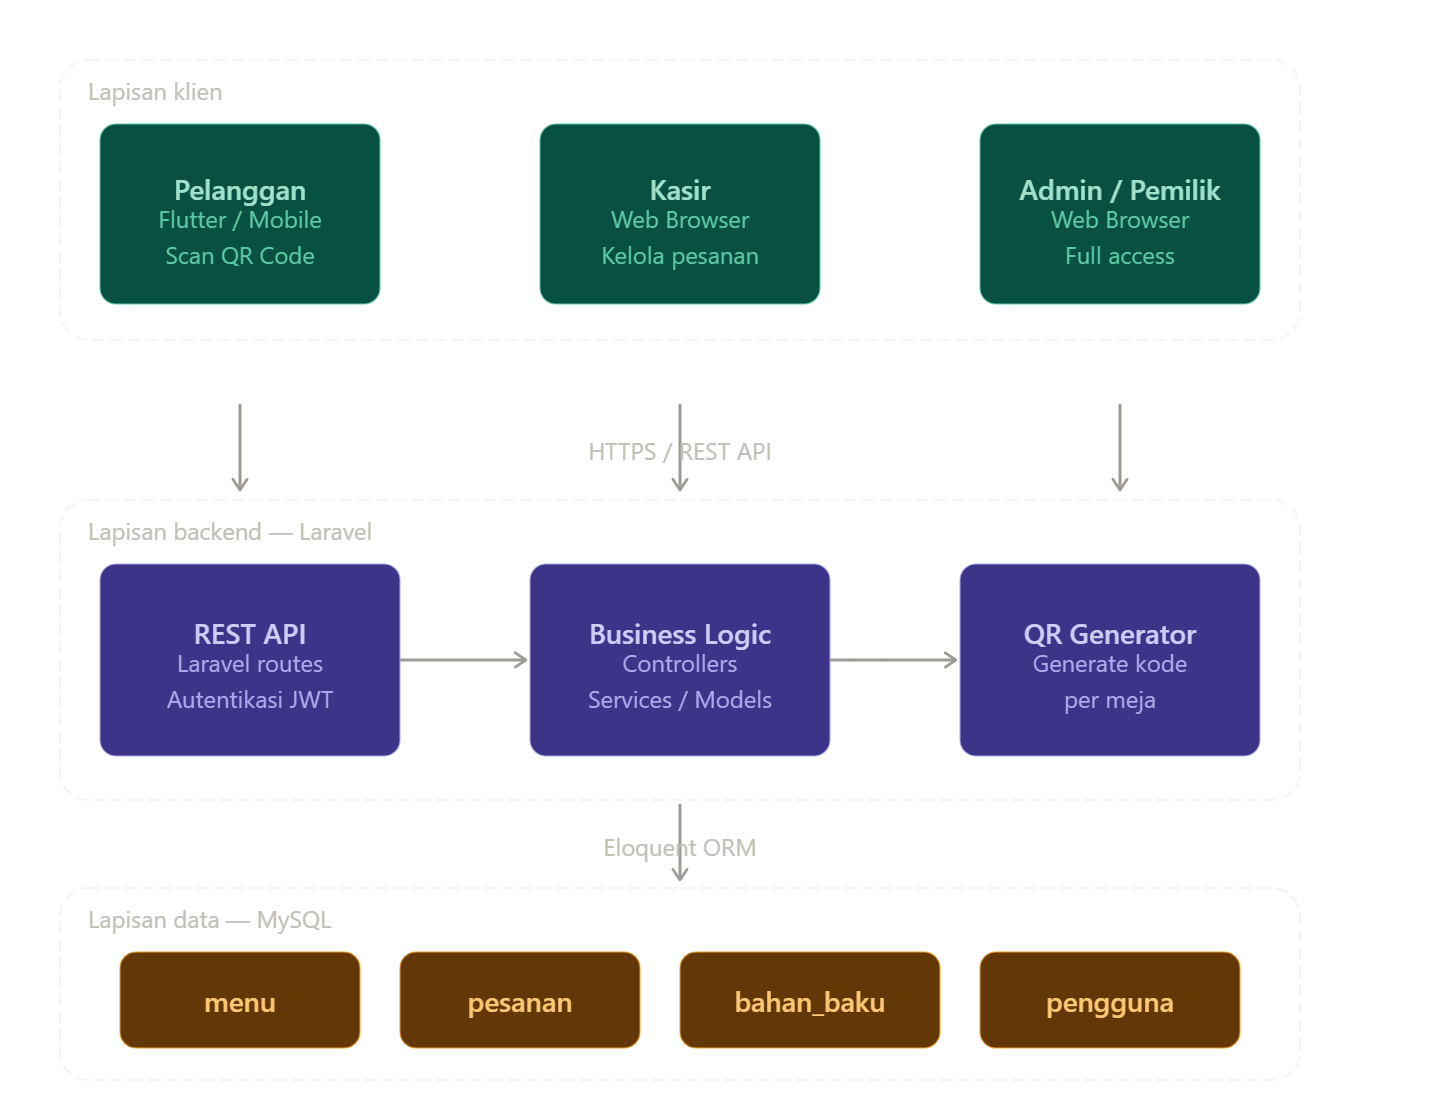 Lapisan klien
Pelanggan
Flutter / Mobile
Scan QR Code
Kasir
Web Browser
Kelola pesanan
Admin / Pemilik
Web Browser
Full access
HTTPS / REST API
Lapisan backend — Laravel
REST API
Laravel routes
Autentikasi JWT
Business Logic
Controllers
Services / Models
QR Generator
Generate kode
per meja
Eloquent ORM
Lapisan data — MySQL
menu
pesanan
bahan_baku
pengguna